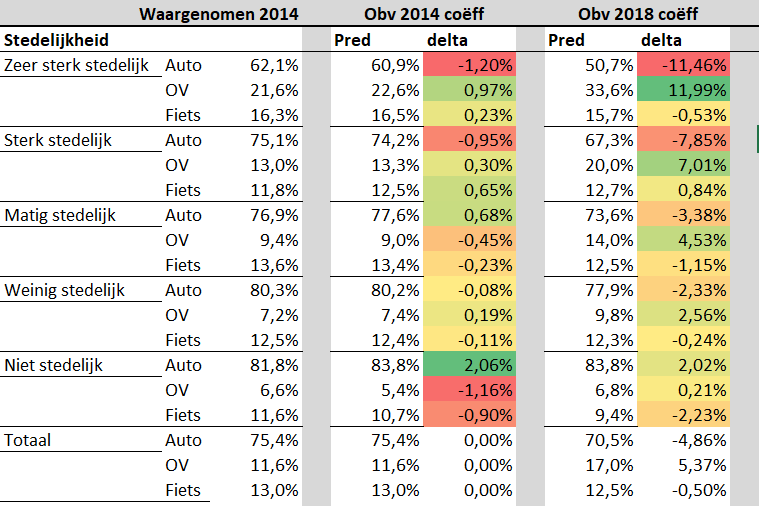 Waargenomen 2014 Obv 2014 coëff Obv 2018 coëff
Stedelijkheid Pred delta Pred delta
Zeer sterk stedelijk Auto 62,1% 60,9% -1,20% 50,7% -11,46%
OV 21,6% 22,6% 0,97% 33,6% 11,99%
Fiets 16,3% 16,5% 0,23% 15,7% -0,53%
Sterk stedelijk Auto 75,1% 74,2% -0,95% 67,3% -7,85%
OV 13,0% 13,3% 0,30% 20,0% 7,01%
Fiets 11,8% 12,5% 0,65% 12,7% 0,84%
Matig stedelijk Auto 76,9% 77,6% 0,68% 73,6% -3,38%
OV 9,4% 9,0% -0,45% 14,0% 4,53%
Fiets 13,6% 13,4% -0,23% 12,5% -1,15%
Weinig stedelijk Auto 80,3% 80,2% -0,08% 77,9% -2,33%
OV 7,2% 7,4% 0,19% 9,8% 2,56%
Fiets 12,5% 12,4% -0,11% 12,3% -0,24%
Niet stedelijk Auto 81,8% 83,8% 2,06% 83,8% 2,02%
OV 6,6% 5,4% -1,16% 6,8% 0,21%
Fiets 11,6% 10,7% -0,90% 9,4% -2,23%
Totaal Auto 75,4% 75,4% 0,00% 70,5% -4,86%
OV 11,6% 11,6% 0,00% 17,0% 5,37%
Fiets 13,0% 13,0% 0,00% 12,5% -0,50%